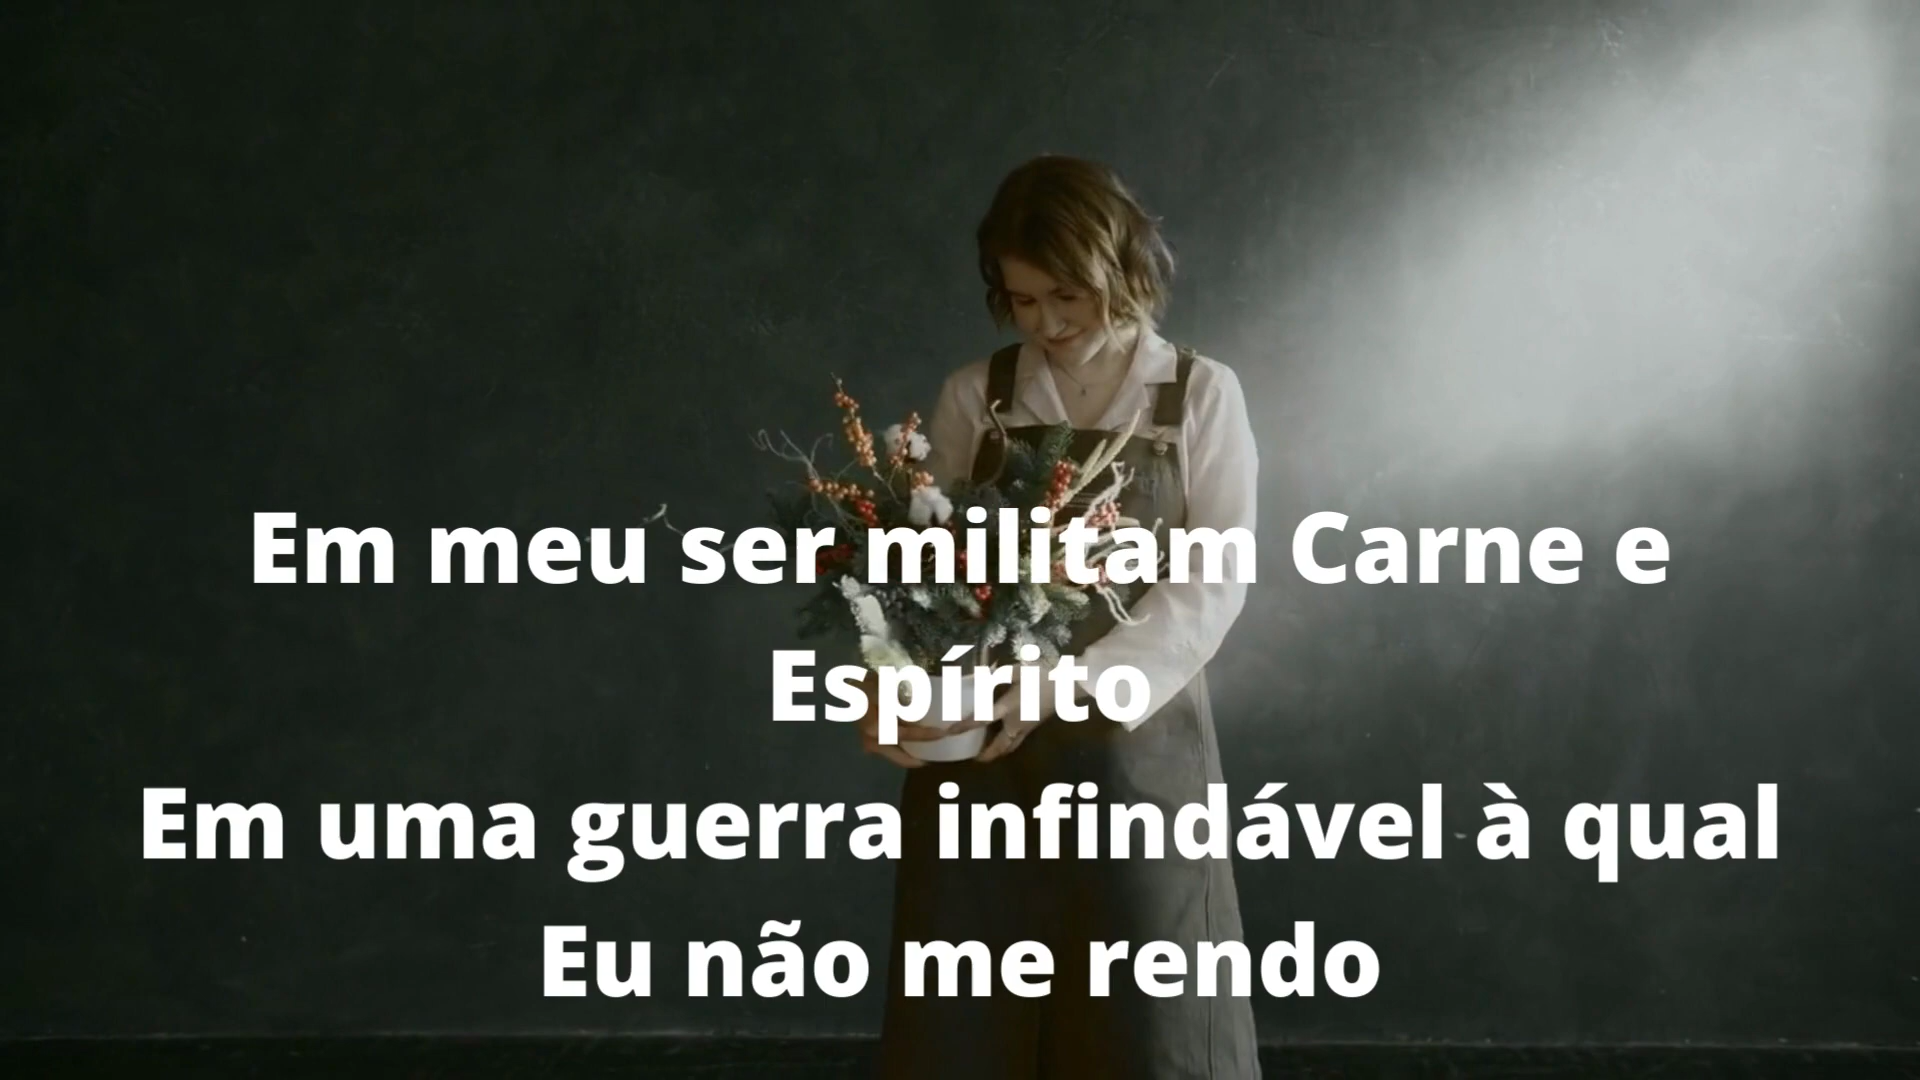 Em meu ser militam Carne e
Espírito
Em uma guerra infindável à qual
Eu não me rendo